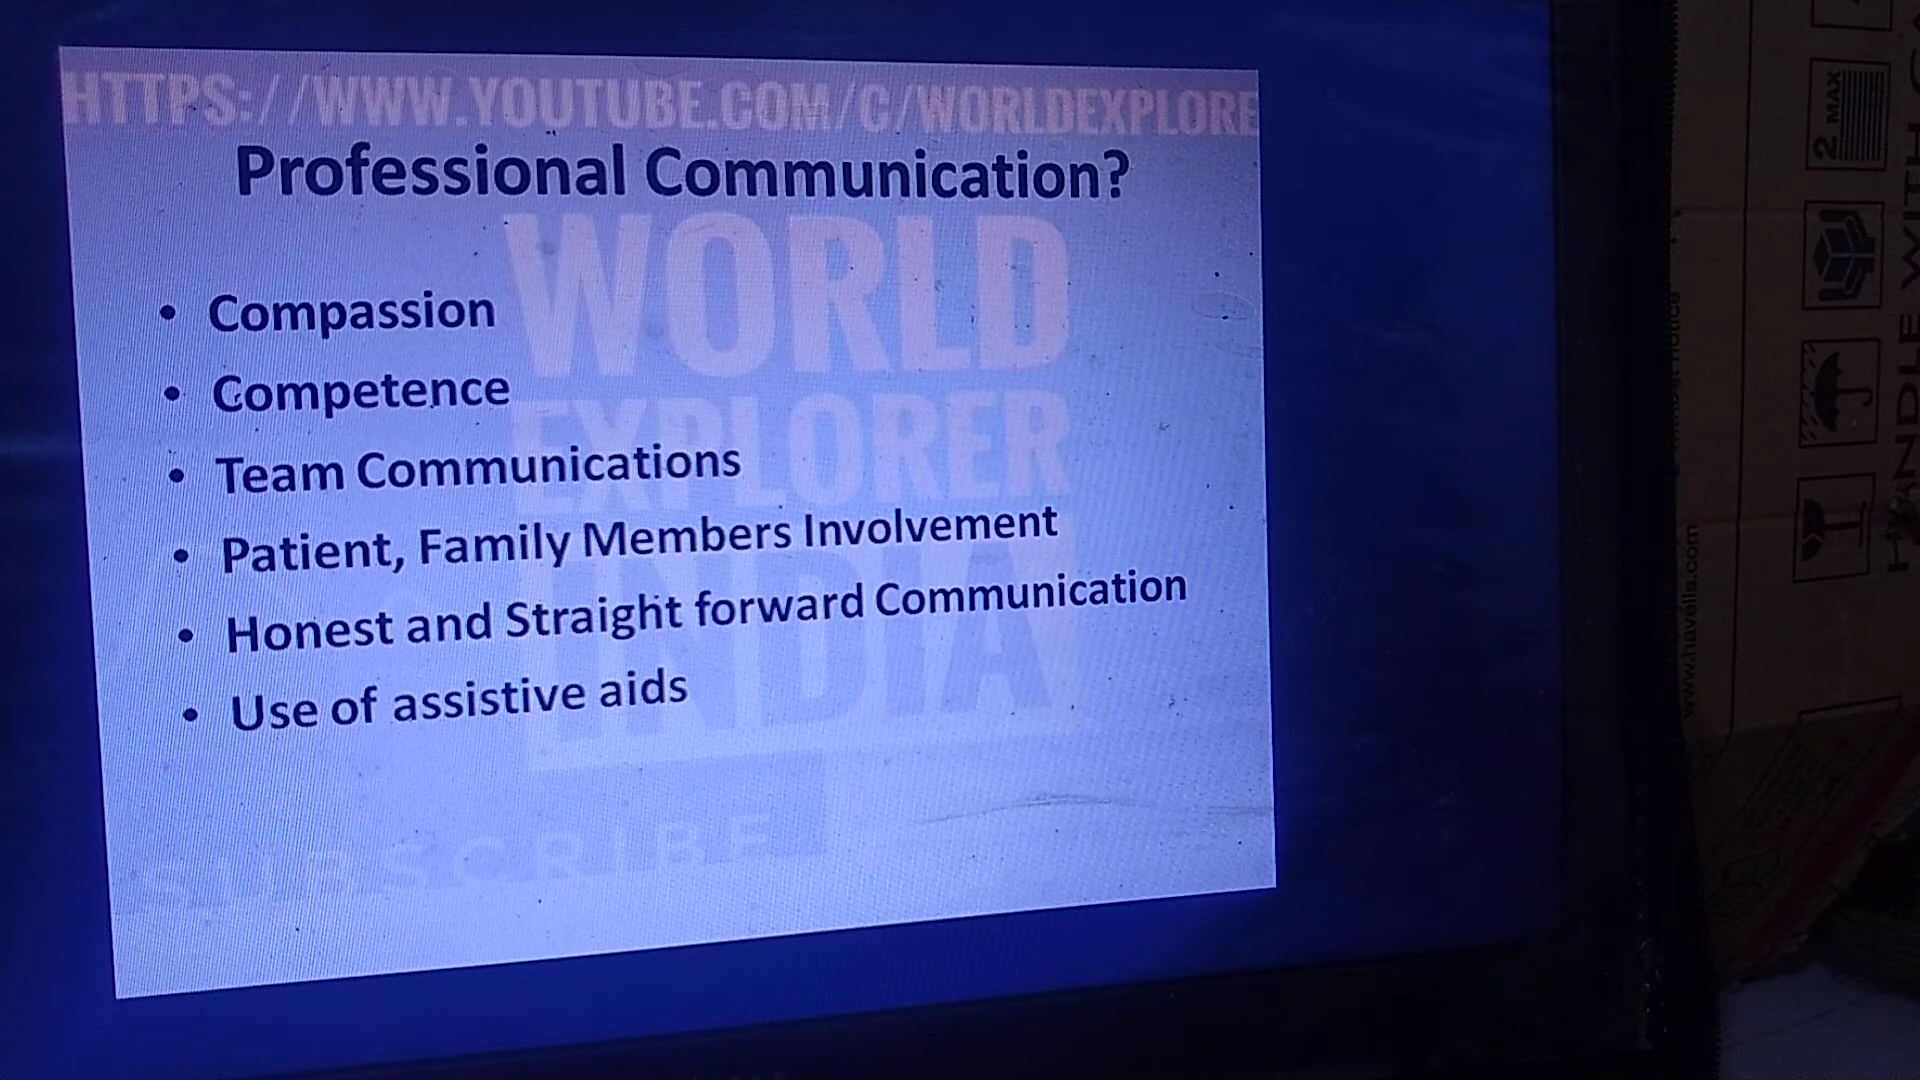 HTTPS://WWW.YOUTUBE.COM/C/WORLDEXPLORE
Professional Communication?
WORLD
EXPLORER
INDIA
• Compassion
• Competence
• Team Communications
• Patient, Family Members Involvement
• Honest and Straight forward Communication
• Use of assistive aids
SUBSCRIBE
2 MAX
www.havells.com